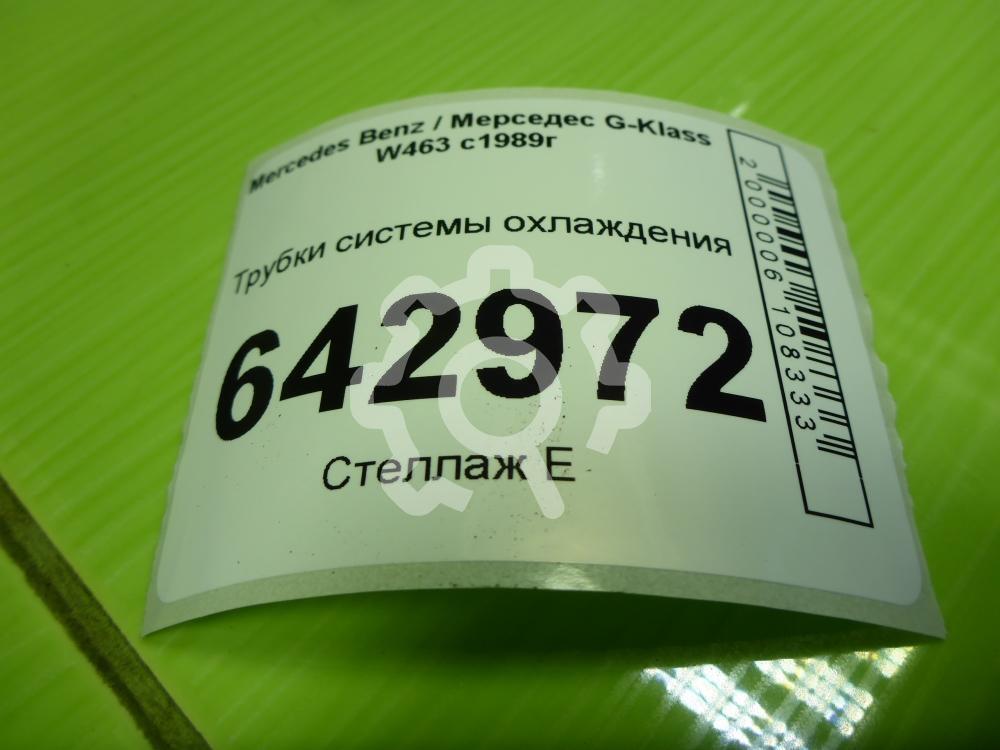 Mercedes Benz / Мерседес G-Klass
W463 с1989г
Трубки системы охлаждения
642972
Стеллаж Е
2000006108333